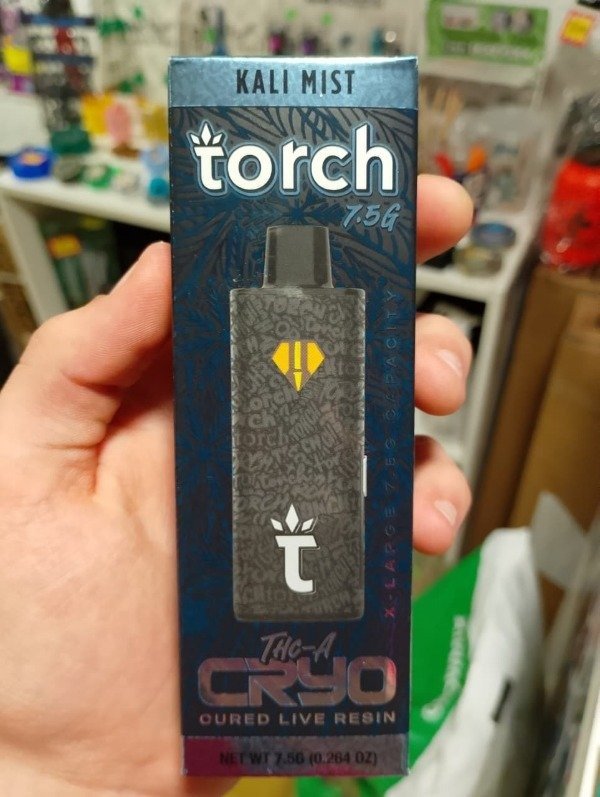 KALI MIST
torch
7.5G
X-LARGE 7.5G CAPACITY
t
THC-A
CRYO
CURED LIVE RESIN
NET WT 7.5G (0.264 OZ)